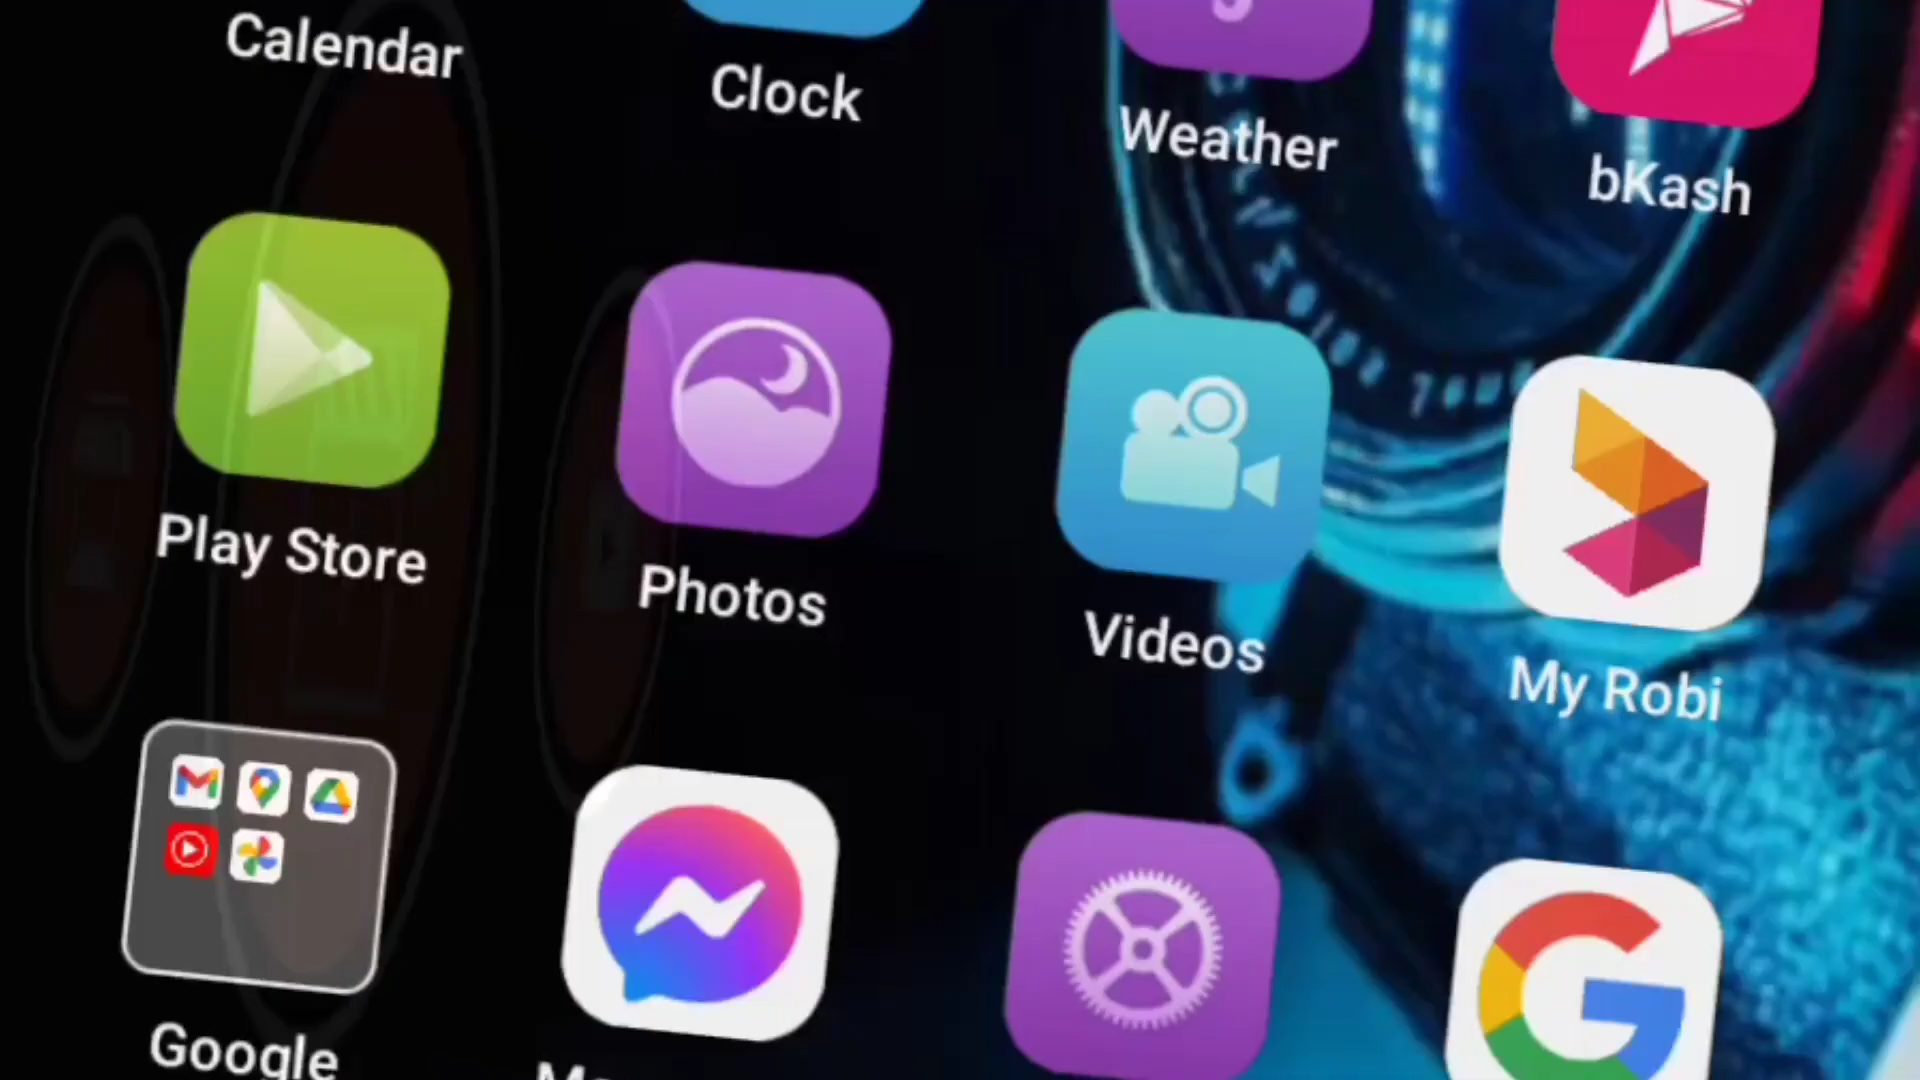 Calendar
Clock
Weather
bKash
Play Store
Photos
Videos
My Robi
Google